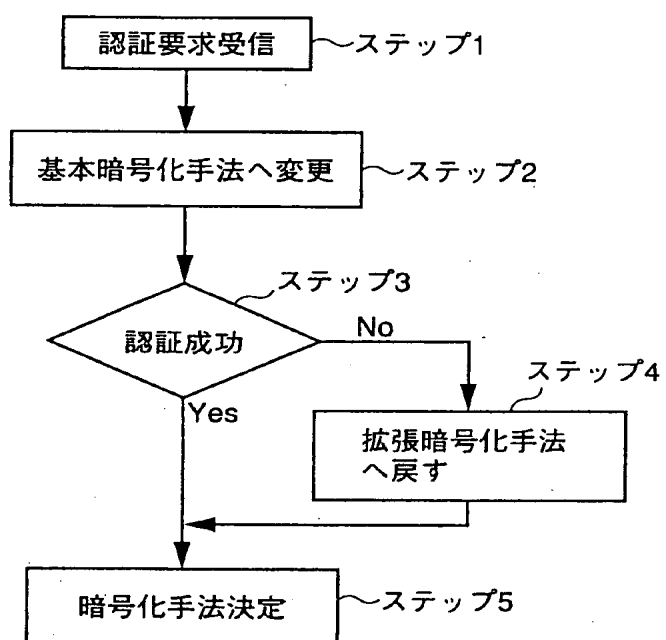 認証要求受信
ステップ1
基本暗号化手法へ変更
ステップ2
ステップ3
認証成功
No
Yes
ステップ4
拡張暗号化手法
へ戻す
暗号化手法決定
ステップ5